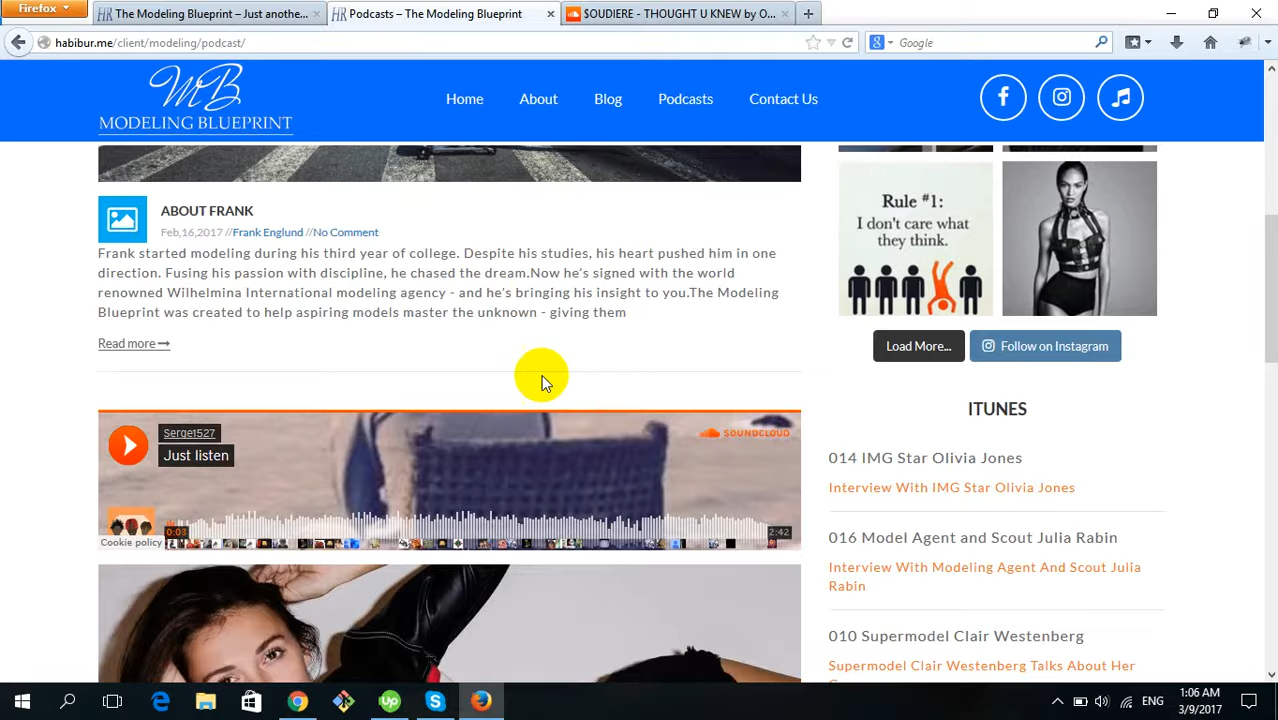 Firefox
The Modeling Blueprint – Just anothe...
Podcasts – The Modeling Blueprint
$OUDIERE - THOUGHT U KNEW by O...
habibur.me/client/modeling/podcast/
Google
MB
MODELING BLUEPRINT
Home
About
Blog
Podcasts
Contact Us
Rule #1:
I don't care what
they think.
ABOUT FRANK
Feb,16,2017 //Frank Englund //No Comment
Frank started modeling during his third year of college. Despite his studies, his heart pushed him in one
direction. Fusing his passion with discipline, he chased the dream.Now he's signed with the world
renowned Wilhelmina International modeling agency - and he's bringing his insight to you.The Modeling
Blueprint was created to help aspiring models master the unknown - giving them
Read more
Load More...
Follow on Instagram
Serge1527
Just listen
SOUNDCLOUD
0:03
2:42
Cookie policy
ITUNES
014 IMG Star Olivia Jones
Interview With IMG Star Olivia Jones
016 Model Agent and Scout Julia Rabin
Interview With Modeling Agent And Scout Julia
Rabin
010 Supermodel Clair Westenberg
Supermodel Clair Westenberg Talks About Her
ENG
1:06 AM
3/9/2017